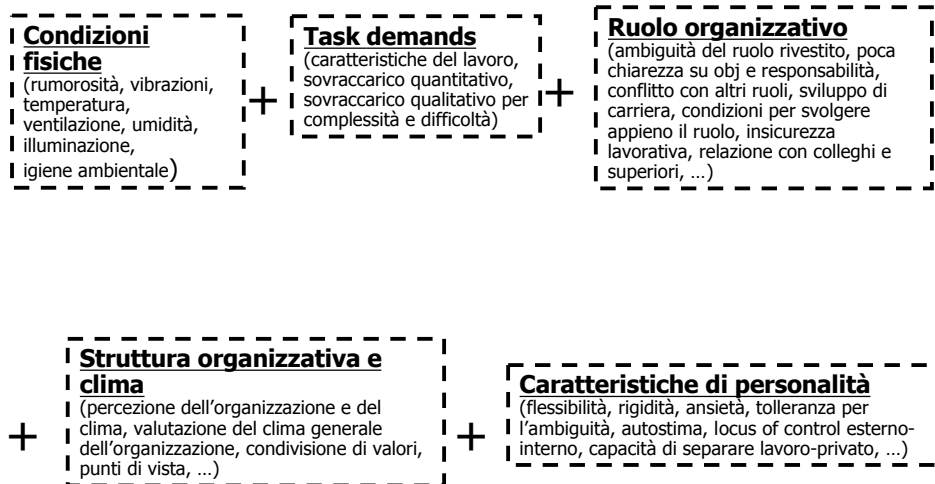 Condizioni
fisiche
(rumorosità, vibrazioni,
temperatura,
ventilazione, umidità,
illuminazione,
igiene ambientale)
+
Task demands
(caratteristiche del lavoro,
sovraccarico quantitativo,
sovraccarico qualitativo per
complessità e difficoltà)
+
Ruolo organizzativo
(ambiguità del ruolo rivestito, poca
chiarezza su obj e responsabilità,
conflitto con altri ruoli, sviluppo di
carriera, condizioni per svolgere
appieno il ruolo, insicurezza
lavorativa, relazione con colleghi e
superiori, …)
+
Struttura organizzativa e
clima
(percezione dell'organizzazione e del
clima, valutazione del clima generale
dell'organizzazione, condivisione di valori,
punti di vista, …)
+
Caratteristiche di personalità
(flessibilità, rigidità, ansietà, tolleranza per
l'ambiguità, autostima, locus of control esterno-
interno, capacità di separare lavoro-privato, …)